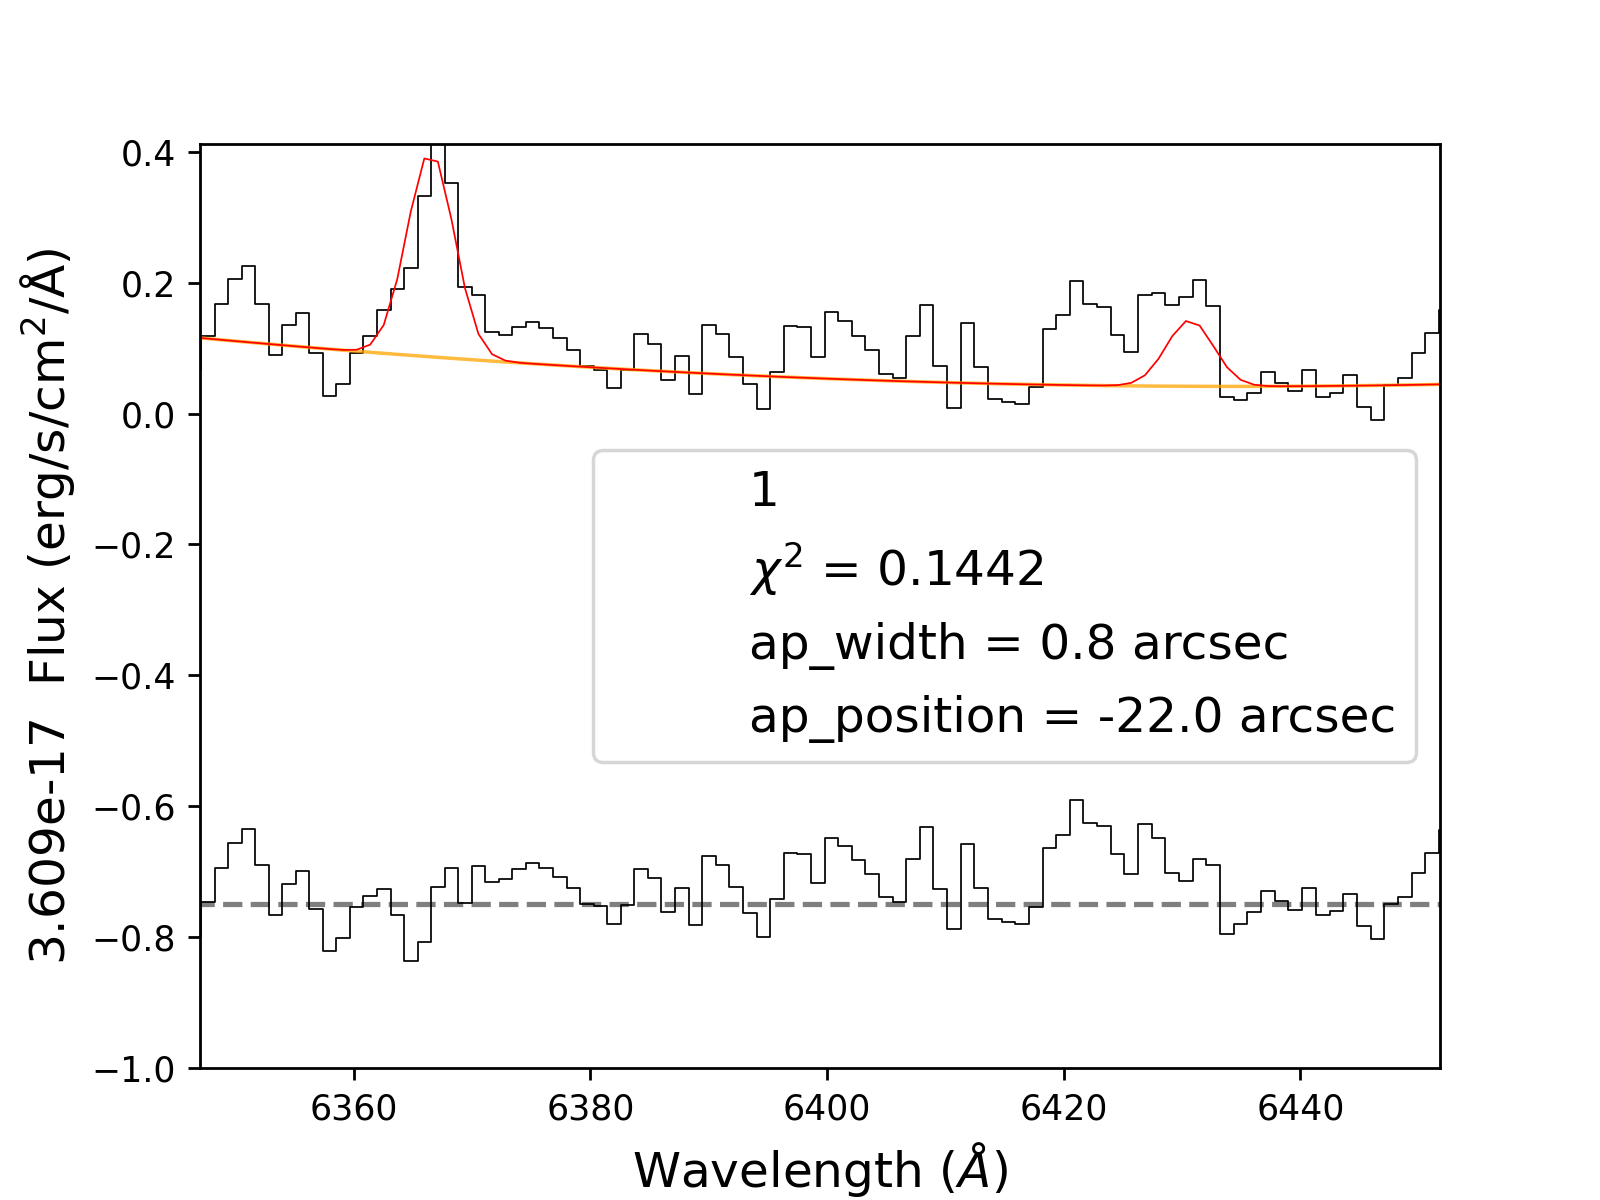 3.609e-17 Flux (erg/s/cm²/Å)
0.4
0.2
0.0
−0.2
−0.4
−0.6
−0.8
−1.0
1
χ² = 0.1442
ap_width = 0.8 arcsec
ap_position = -22.0 arcsec
6360 6380 6400 6420 6440
Wavelength (Å)